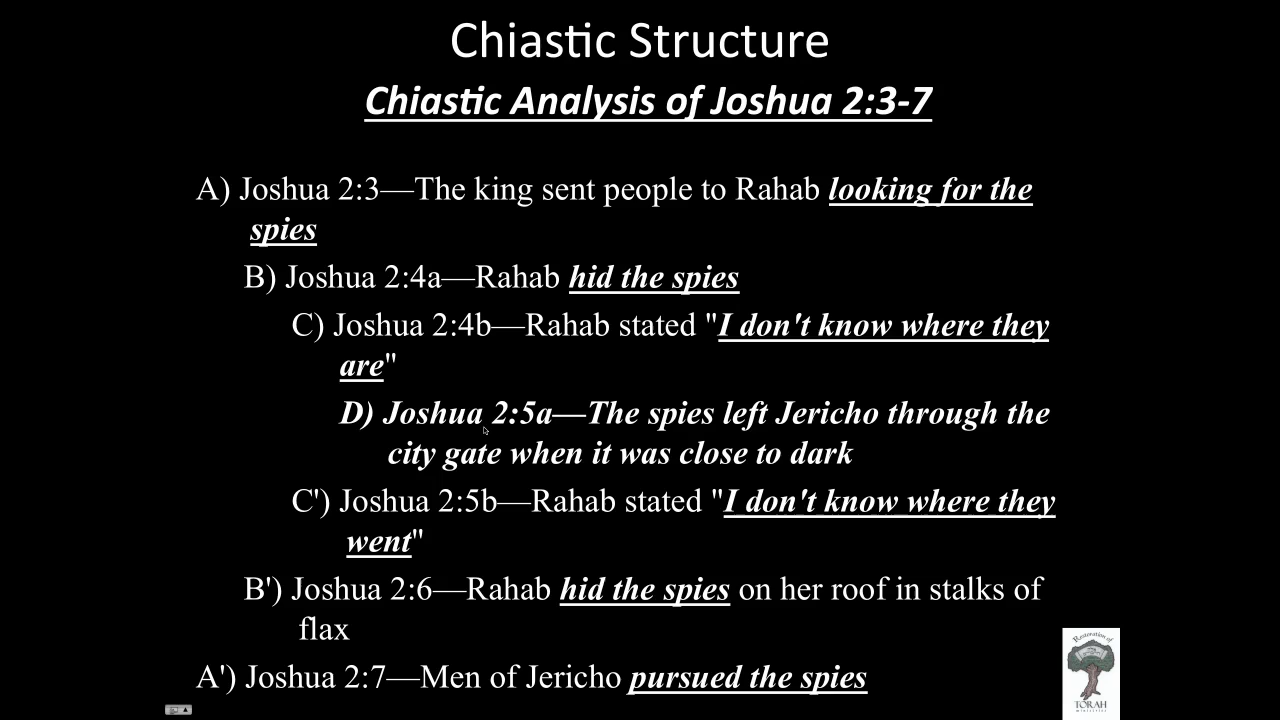 Chiastic Structure
Chiastic Analysis of Joshua 2:3-7
A) Joshua 2:3—The king sent people to Rahab looking for the
spies
B) Joshua 2:4a—Rahab hid the spies
C) Joshua 2:4b—Rahab stated "I don't know where they
are"
D) Joshua 2:5a—The spies left Jericho through the
city gate when it was close to dark
C') Joshua 2:5b—Rahab stated "I don't know where they
went"
B') Joshua 2:6—Rahab hid the spies on her roof in stalks of
flax
A') Joshua 2:7—Men of Jericho pursued the spies
Restoration of
TORAH
ministries